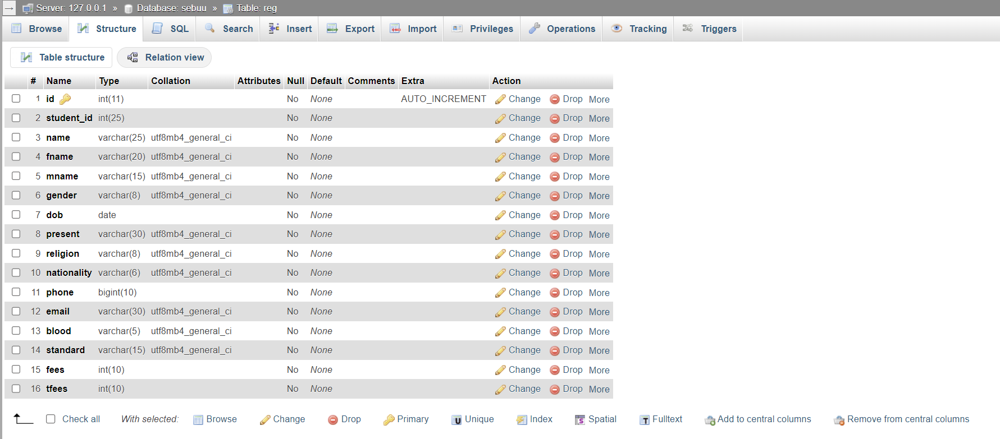 → Server: 127.0.0.1 » Database: sebuu » Table: reg
Browse Structure SQL Search Insert Export Import Privileges Operations Tracking Triggers
Table structure Relation view
# Name Type Collation Attributes Null Default Comments Extra Action
1 id int(11) No None AUTO_INCREMENT Change Drop More
2 student_id int(25) No None Change Drop More
3 name varchar(25) utf8mb4_general_ci No None Change Drop More
4 fname varchar(20) utf8mb4_general_ci No None Change Drop More
5 mname varchar(15) utf8mb4_general_ci No None Change Drop More
6 gender varchar(8) utf8mb4_general_ci No None Change Drop More
7 dob date No None Change Drop More
8 present varchar(30) utf8mb4_general_ci No None Change Drop More
9 religion varchar(8) utf8mb4_general_ci No None Change Drop More
10 nationality varchar(6) utf8mb4_general_ci No None Change Drop More
11 phone bigint(10) No None Change Drop More
12 email varchar(30) utf8mb4_general_ci No None Change Drop More
13 blood varchar(5) utf8mb4_general_ci No None Change Drop More
14 standard varchar(15) utf8mb4_general_ci No None Change Drop More
15 fees int(10) No None Change Drop More
16 tfees int(10) No None Change Drop More
Check all With selected: Browse Change Drop Primary Unique Index Spatial Fulltext Add to central columns Remove from central columns